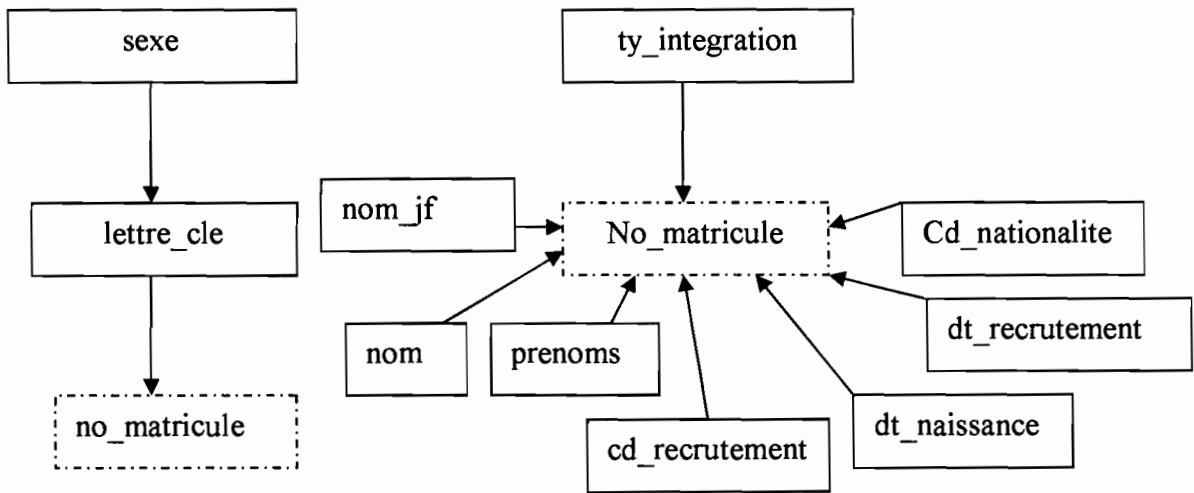 sexe
ty_integration
nom_jf
lettre_cle
No_matricule
Cd_nationalite
dt_recrutement
nom
prenoms
no_matricule
cd_recrutement
dt_naissance